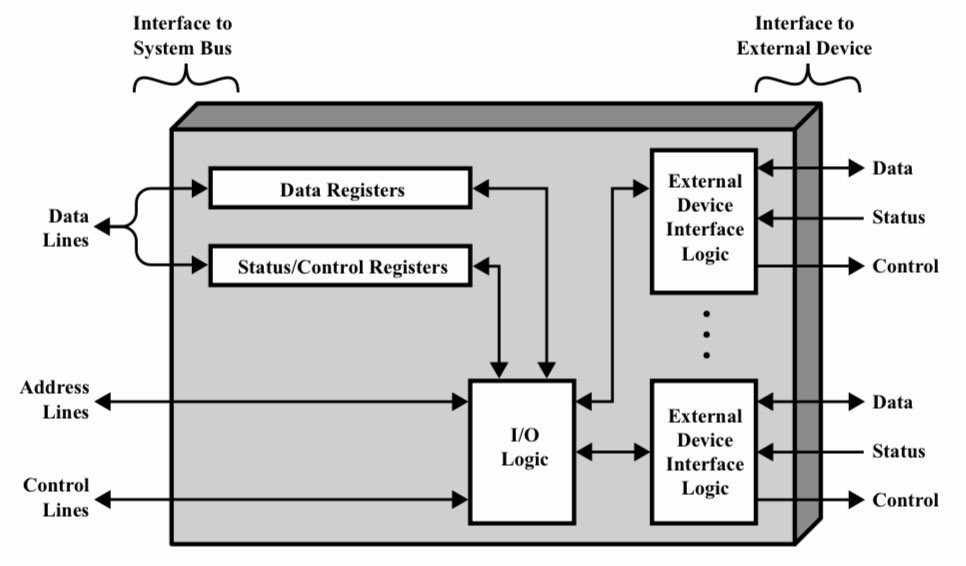 Interface to
System Bus
Interface to
External Device
Data Registers
Status/Control Registers
Data
Lines
Address
Lines
Control
Lines
I/O
Logic
External
Device
Interface
Logic
Data
Status
Control
External
Device
Interface
Logic
Data
Status
Control